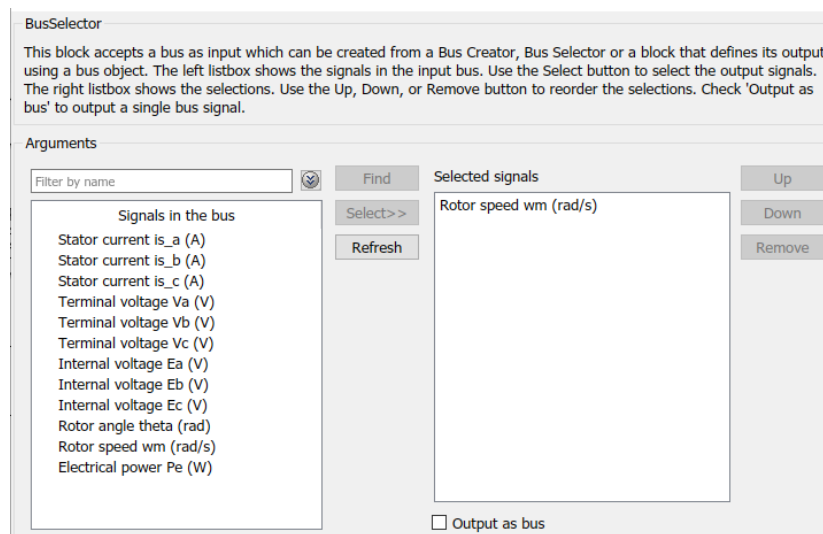 BusSelector
This block accepts a bus as input which can be created from a Bus Creator, Bus Selector or a block that defines its output
using a bus object. The left listbox shows the signals in the input bus. Use the Select button to select the output signals.
The right listbox shows the selections. Use the Up, Down, or Remove button to reorder the selections. Check 'Output as
bus' to output a single bus signal.
Arguments
Filter by name
Find
Selected signals
Up
Signals in the bus
Select>>
Rotor speed wm (rad/s)
Down
Stator current is_a (A)
Refresh
Remove
Stator current is_b (A)
Stator current is_c (A)
Terminal voltage Va (V)
Terminal voltage Vb (V)
Terminal voltage Vc (V)
Internal voltage Ea (V)
Internal voltage Eb (V)
Internal voltage Ec (V)
Rotor angle theta (rad)
Rotor speed wm (rad/s)
Electrical power Pe (W)
Output as bus